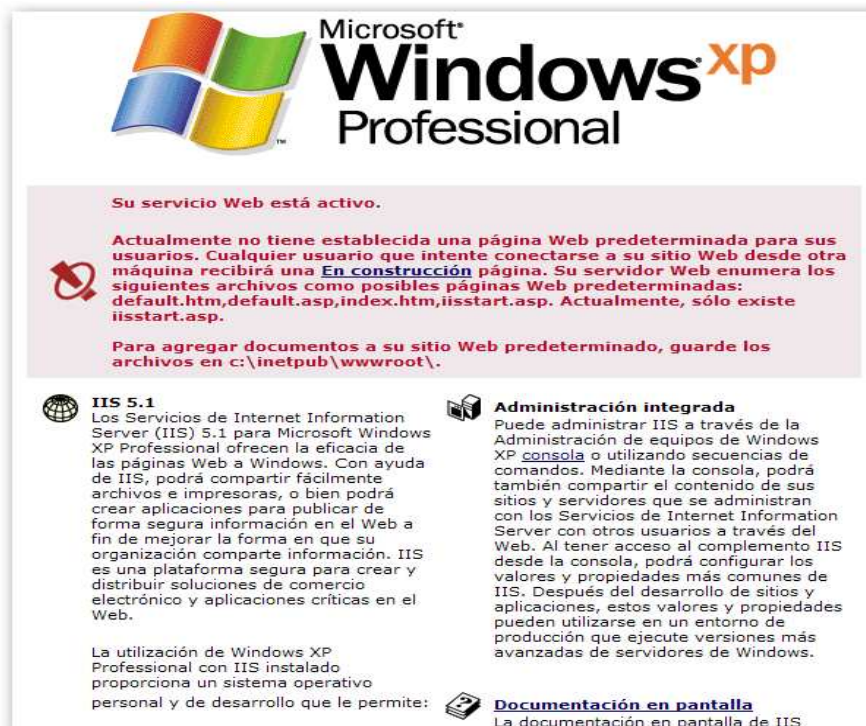 Microsoft®
Windows xp
Professional
TM
Su servicio Web está activo.
Actualmente no tiene establecida una página Web predeterminada para sus
usuarios. Cualquier usuario que intente conectarse a su sitio Web desde otra
máquina recibirá una En construcción página. Su servidor Web enumera los
siguientes archivos como posibles páginas Web predeterminadas:
default.htm,default.asp,index.htm,iisstart.asp. Actualmente, sólo existe
iisstart.asp.
Para agregar documentos a su sitio Web predeterminado, guarde los
archivos en c:\inetpub\wwwroot\.
IIS 5.1
Los Servicios de Internet Information
Server (IIS) 5.1 para Microsoft Windows
XP Professional ofrecen la eficacia de
las páginas Web a Windows. Con ayuda
de IIS, podrá compartir fácilmente
archivos e impresoras, o bien podrá
crear aplicaciones para publicar de
forma segura información en el Web a
fin de mejorar la forma en que su
organización comparte información. IIS
es una plataforma segura para crear y
distribuir soluciones de comercio
electrónico y aplicaciones críticas en el
Web.
La utilización de Windows XP
Professional con IIS instalado
proporciona un sistema operativo
personal y de desarrollo que le permite:
Administración integrada
Puede administrar IIS a través de la
Administración de equipos de Windows
XP consola o utilizando secuencias de
comandos. Mediante la consola, podrá
también compartir el contenido de sus
sitios y servidores que se administran
con los Servicios de Internet Information
Server con otros usuarios a través del
Web. Al tener acceso al complemento IIS
desde la consola, podrá configurar los
valores y propiedades más comunes de
IIS. Después del desarrollo de sitios y
aplicaciones, estos valores y propiedades
pueden utilizarse en un entorno de
producción que ejecute versiones más
avanzadas de servidores de Windows.
Documentación en pantalla
La documentación en pantalla de IIS